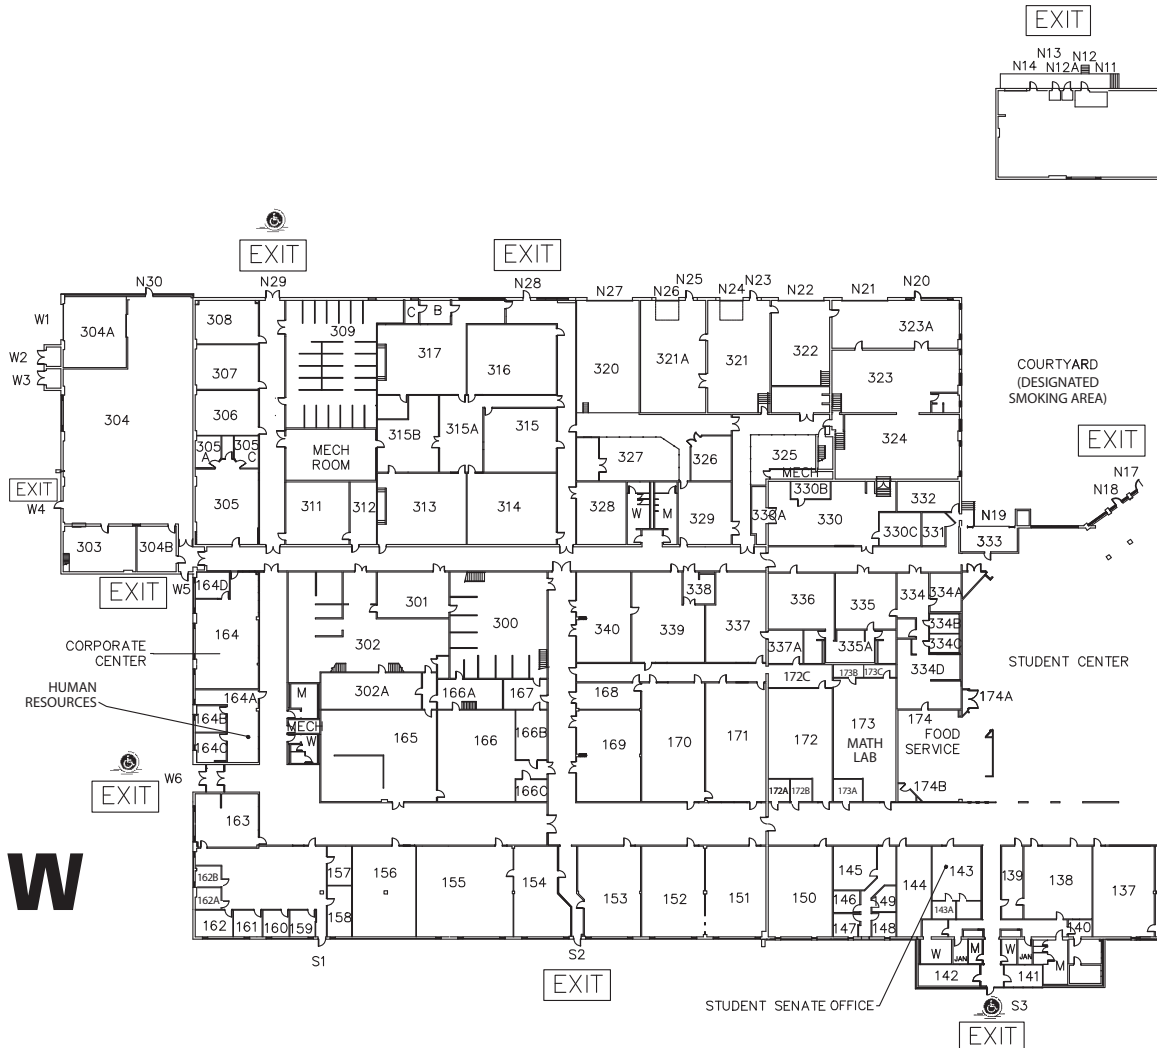 EXIT
N13
N12
N14
N12A
N11
EXIT
EXIT
N30
N29
N28
N27
N26
N25
N24
N23
N22
N21
N20
W1
W2
W3
304A
308
309
C
B
317
316
320
321A
321
322
323A
307
323
COURTYARD
(DESIGNATED
SMOKING AREA)
304
306
315B
315A
315
324
EXIT
305
A
305
C
MECH
ROOM
327
326
325
MECH
N17
N18
EXIT
W4
305
311
312
313
314
328
W
M
329
330A
330B
330
332
330C
331
N19
333
303
304B
W5
EXIT
164D
301
300
338
336
335
334
334A
164
302
340
339
337
337A
335A
334B
334C
334D
STUDENT CENTER
CORPORATE
CENTER
HUMAN
RESOURCES
164A
302A
166A
167
168
172C
173B
173C
174A
M
164B
MECH
W
164C
165
166
166B
169
170
171
172
173
MATH
LAB
174
FOOD
SERVICE
W6
EXIT
166C
172A
172B
173A
174B
163
W
162B
162A
157
156
155
154
153
152
151
150
145
146
149
144
143
139
138
137
162
161
160
159
158
147
148
143A
140
S1
S2
W
JAN
M
W
JAN
M
142
141
EXIT
STUDENT SENATE OFFICE
S3
EXIT